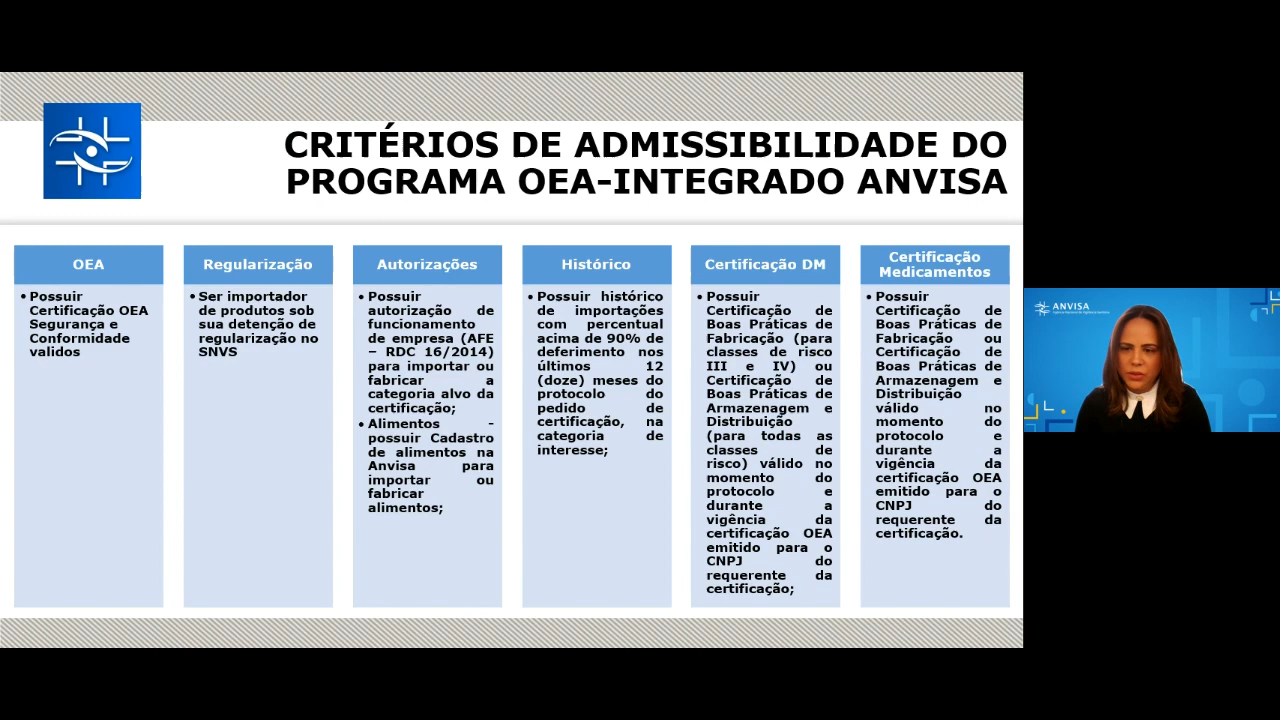 CRITÉRIOS DE ADMISSIBILIDADE DO
PROGRAMA OEA-INTEGRADO ANVISA
OEA
• Possuir
Certificação OEA
Segurança e
Conformidade
validos
Regularização
• Ser importador
de produtos sob
sua detenção de
regularização no
SNVS
Autorizações
• Possuir
autorização de
funcionamento
de empresa (AFE
– RDC 16/2014)
para importar ou
fabricar a
categoria alvo da
certificação;
• Alimentos -
possuir Cadastro
de alimentos na
Anvisa para
importar ou
fabricar
alimentos;
Histórico
• Possuir histórico
de importações
com percentual
acima de 90% de
deferimento nos
últimos 12
(doze) meses do
protocolo do
pedido de
certificação, na
categoria de
interesse;
Certificação DM
• Possuir
Certificação de
Boas Práticas de
Fabricação (para
classes de risco
III e IV) ou
Certificação de
Boas Práticas de
Armazenagem e
Distribuição
(para todas as
classes de
risco) válido no
momento do
protocolo e
durante a
vigência da
certificação OEA
emitido para o
CNPJ do
requerente da
certificação;
Certificação
Medicamentos
• Possuir
Certificação de
Boas Práticas de
Fabricação ou
Certificação de
Boas Práticas de
Armazenagem e
Distribuição
válido no
momento do
protocolo e
durante a
vigência da
certificação OEA
emitido para o
CNPJ do
requerente da
certificação.
ANVISA